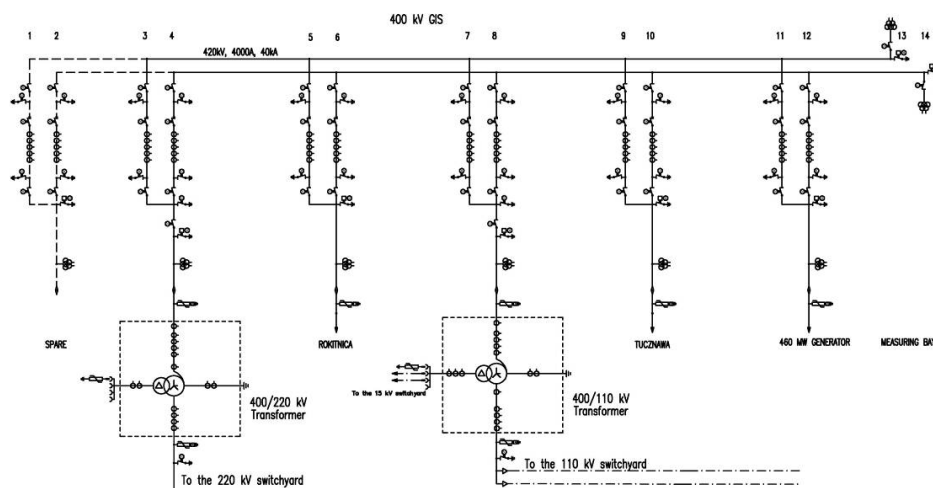 400 kV GIS
1 2 3 4 5 6 7 8 9 10 11 12 13 14
420kV, 4000A, 40kA
SPARE
ROKITNICA
TUCZNAWA
460 MW GENERATOR
MEASURING BAY
To the 15 kV switchyard
400/220 kV
Transformer
400/110 kV
Transformer
To the 220 kV switchyard
To the 110 kV switchyard